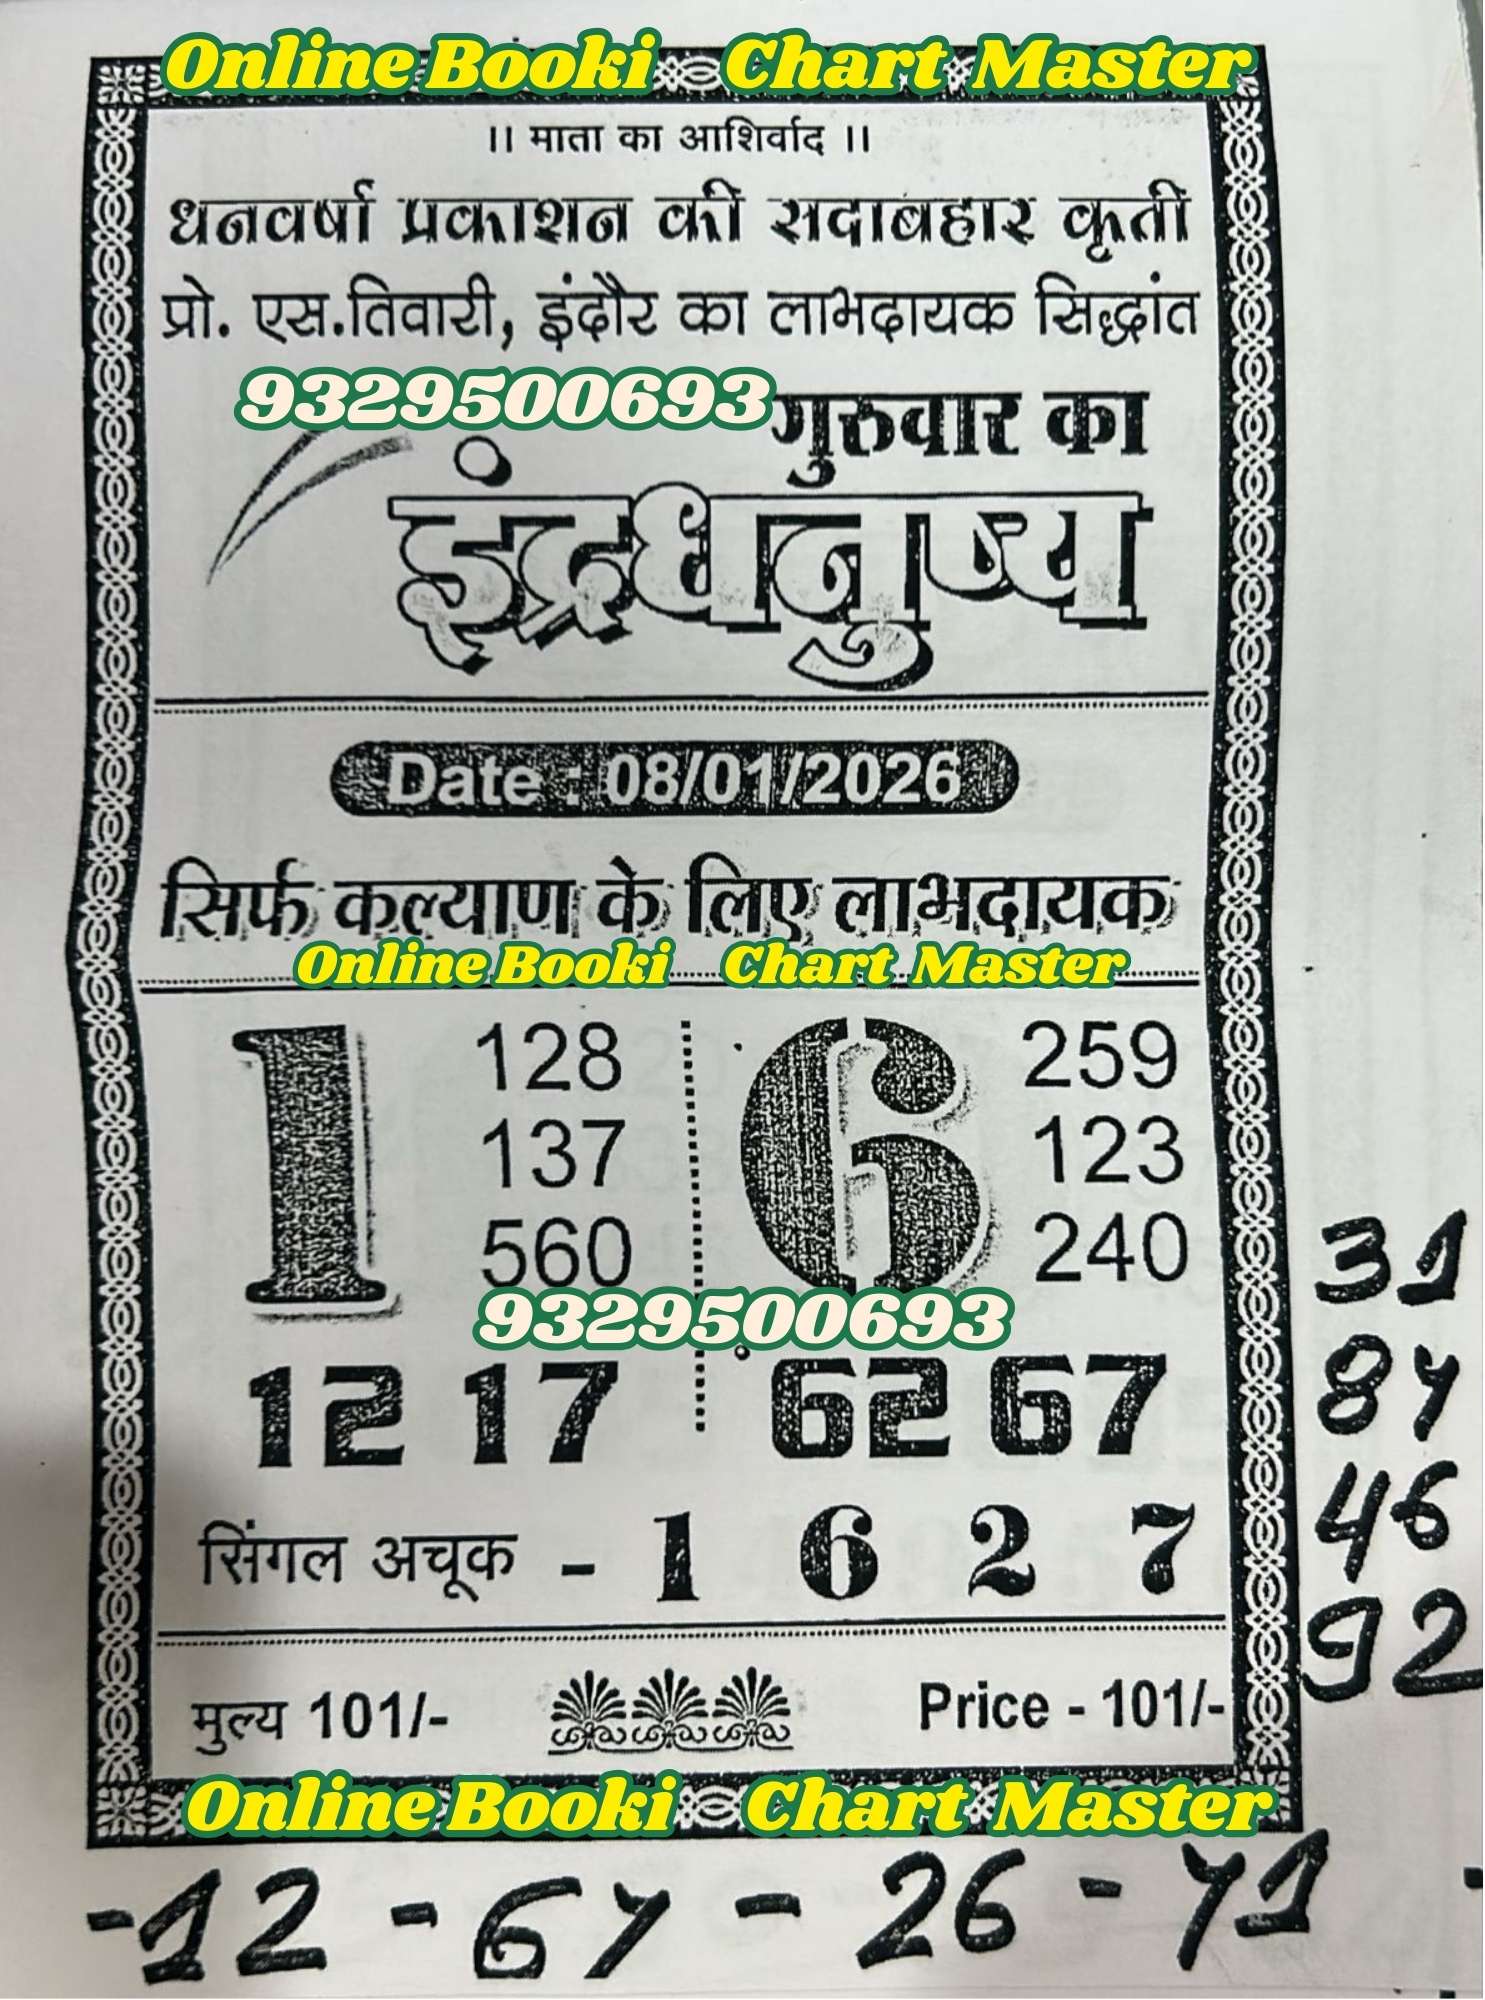 Online Booki Chart Master
।। माता का आशिर्वाद ।।
धनवर्षा प्रकाशन की सदाबहार कृती
प्रो. एस.तिवारी, इंदौर का लाभदायक सिद्धांत
9329500693
गुरुवार का
इंद्रधनुष्य
Date : 08/01/2026
सिर्फ कल्याण के लिए लाभदायक
Online Booki Chart Master
1 128 6 259
137 123
560 240
9329500693
12 17 62 67
सिंगल अचूक - 1 6 2 7
मुल्य 101/- Price - 101/-
Online Booki Chart Master
31
87
46
92
-12 - 67 - 26 - 71